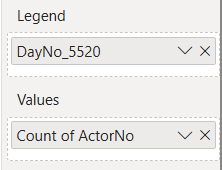 Legend
DayNo_5520
Values
Count of ActorNo